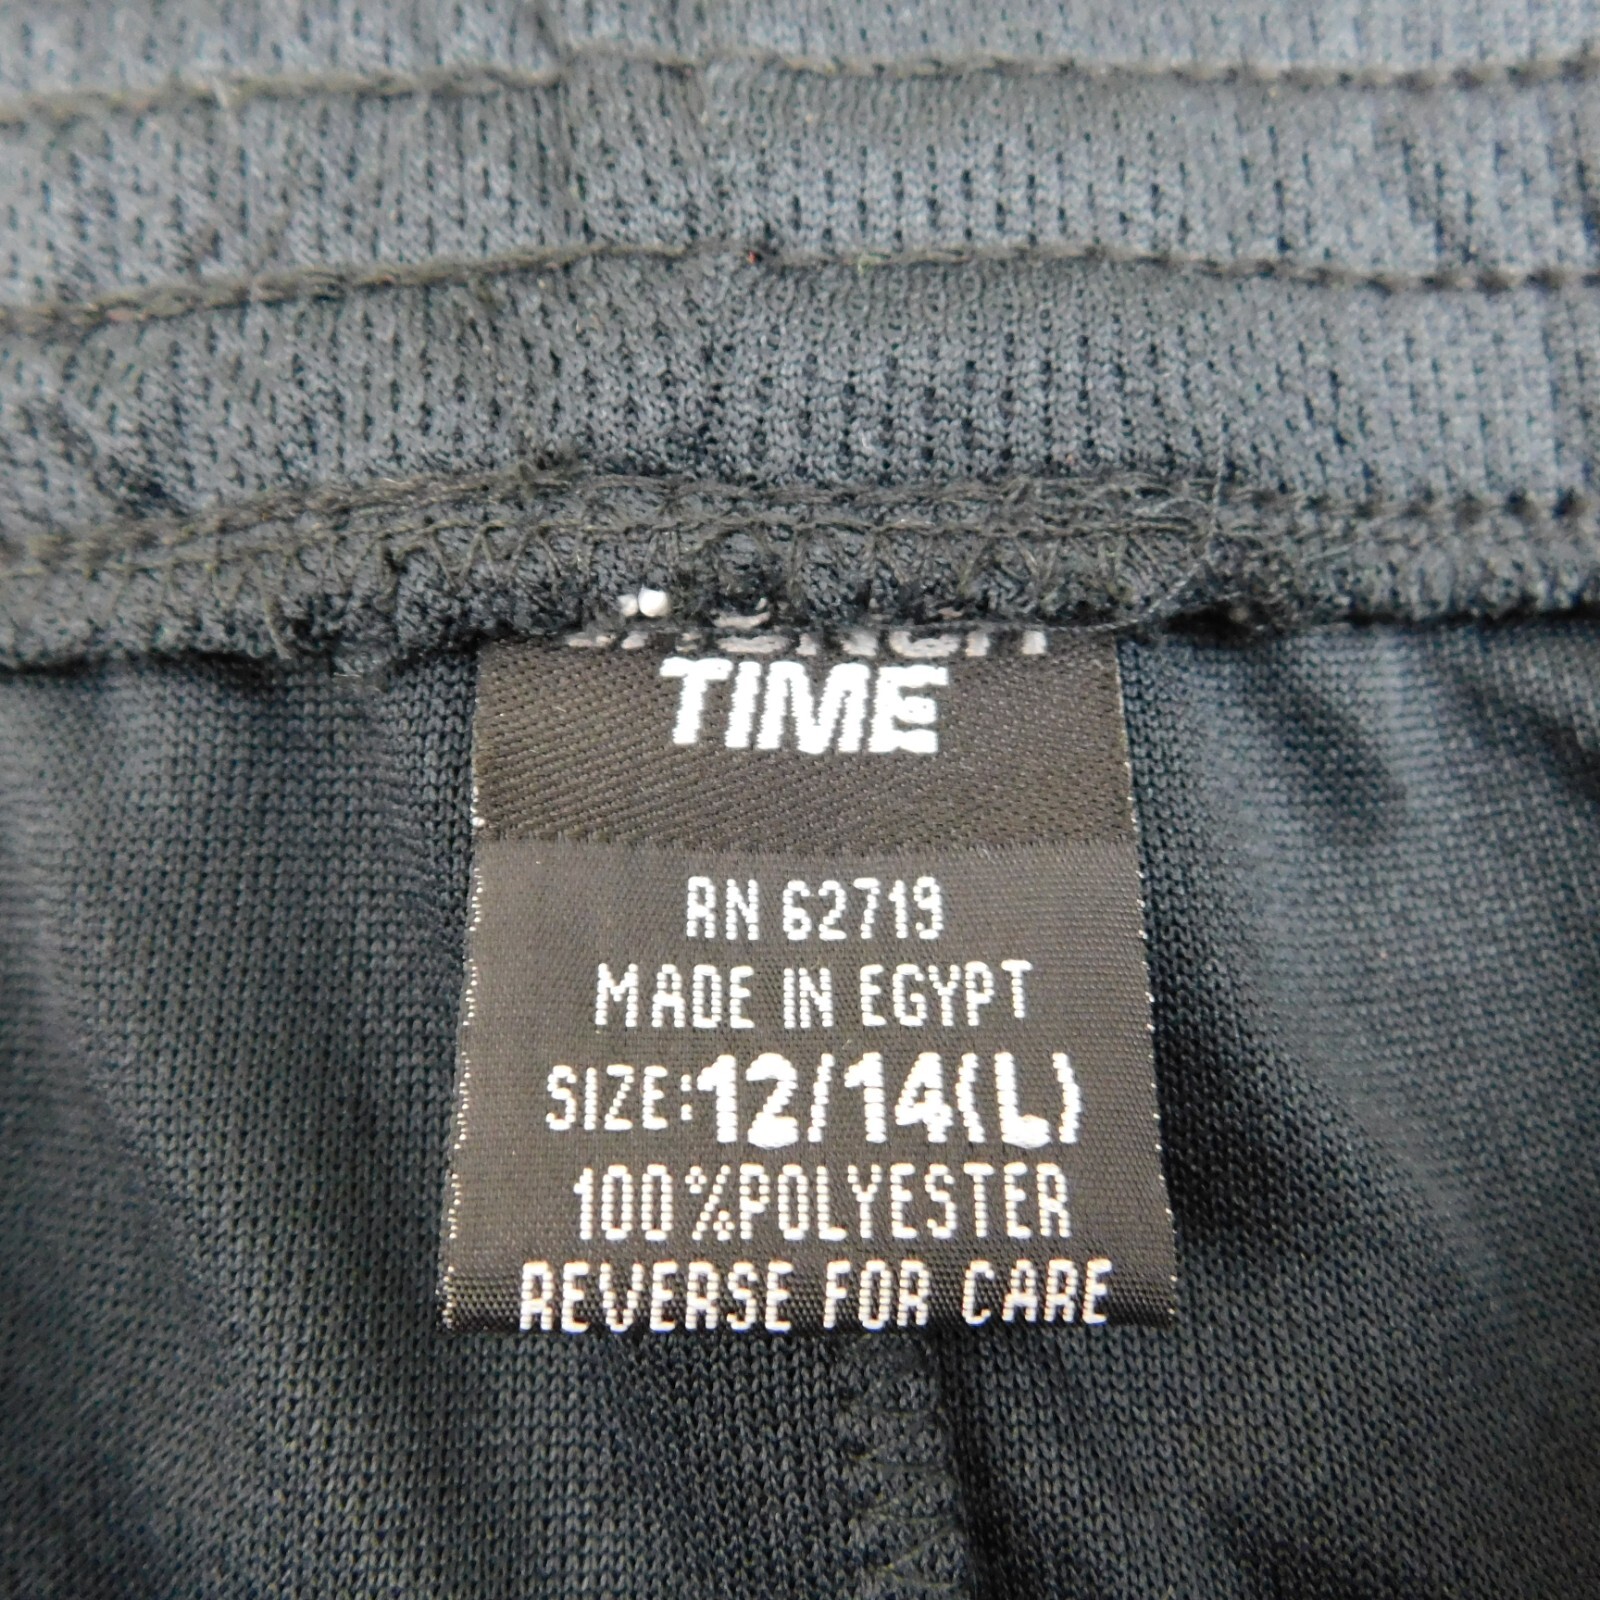 TIME
RN 62719
MADE IN EGYPT
SIZE:12/14(L)
100%POLYESTER
REVERSE FOR CARE